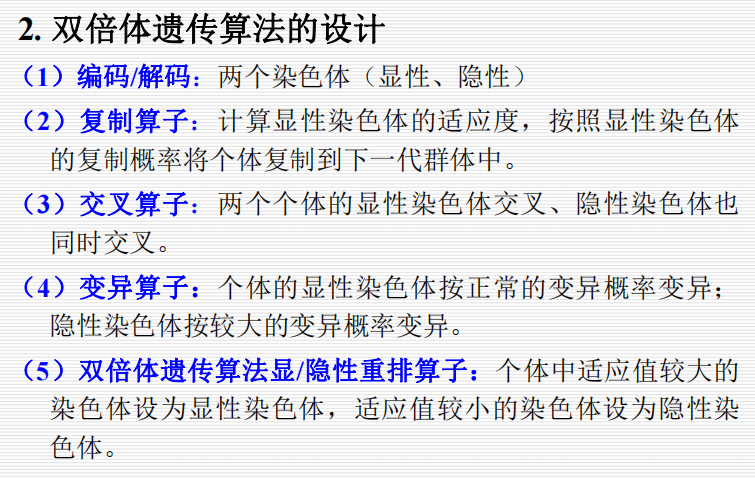 2. 双倍体遗传算法的设计
（1）编码/解码：两个染色体（显性、隐性）
（2）复制算子：计算显性染色体的适应度，按照显性染色体
的复制概率将个体复制到下一代群体中。
（3）交叉算子：两个个体的显性染色体交叉、隐性染色体也
同时交叉。
（4）变异算子：个体的显性染色体按正常的变异概率变异；
隐性染色体按较大的变异概率变异。
（5）双倍体遗传算法显/隐性重排算子：个体中适应值较大的
染色体设为显性染色体，适应值较小的染色体设为隐性染
色体。